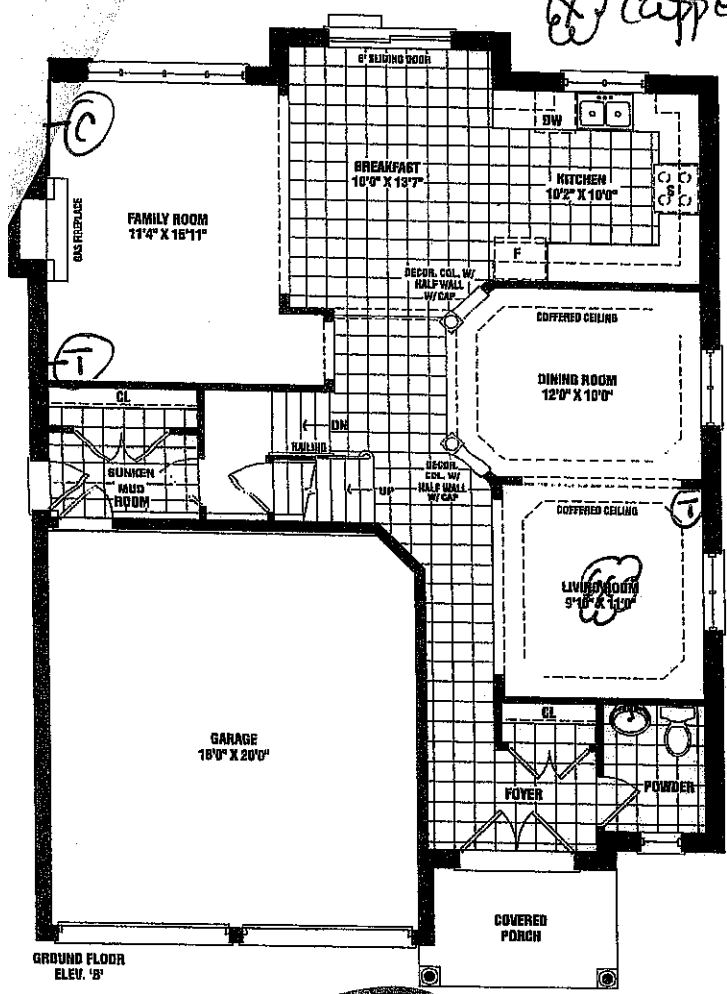 (X) Cappe
6' SLIDING DOOR
C
DW
BREAKFAST
10'0" X 13'7"
KITCHEN
10'2" X 10'0"
S
FAMILY ROOM
11'4" X 15'11"
GAS FIREPLACE
F
DECOR. COL. W/
HALF WALL
W/ CAP
COFFERED CEILING
T
DINING ROOM
12'0" X 10'0"
CL
DN
RAILING
SUNKEN
MUD
ROOM
UP
DECOR.
COL. W/
HALF WALL
W/ CAP
COFFERED CEILING
T
LIVING ROOM
9'10" X 11'0"
GARAGE
18'0" X 20'0"
CL
FOYER
POWDER
COVERED
PORCH
GROUND FLOOR
ELEV. 'B'